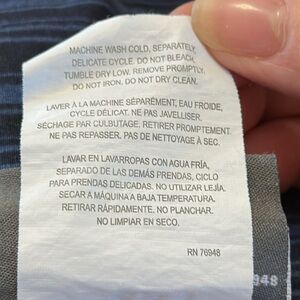 MACHINE WASH COLD, SEPARATELY,
DELICATE CYCLE. DO NOT BLEACH.
TUMBLE DRY LOW. REMOVE PROMPTLY.
DO NOT IRON. DO NOT DRY CLEAN.
LAVER À LA MACHINE SÉPARÉMENT, EAU FROIDE,
CYCLE DÉLICAT. NE PAS JAVELLISER.
SÉCHAGE PAR CULBUTAGE, RETIRER PROMPTEMENT.
NE PAS REPASSER. PAS DE NETTOYAGE À SEC.
LAVAR EN LAVARROPAS CON AGUA FRÍA,
SEPARADO DE LAS DEMÁS PRENDAS, CICLO
PARA PRENDAS DELICADAS. NO UTILIZAR LEJÍA.
SECAR A MÁQUINA A BAJA TEMPERATURA.
RETIRAR RÁPIDAMENTE. NO PLANCHAR.
NO LIMPIAR EN SECO.
RN 76948
948